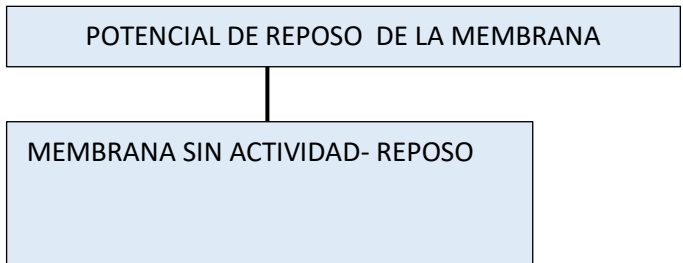 POTENCIAL DE REPOSO DE LA MEMBRANA
MEMBRANA SIN ACTIVIDAD- REPOSO